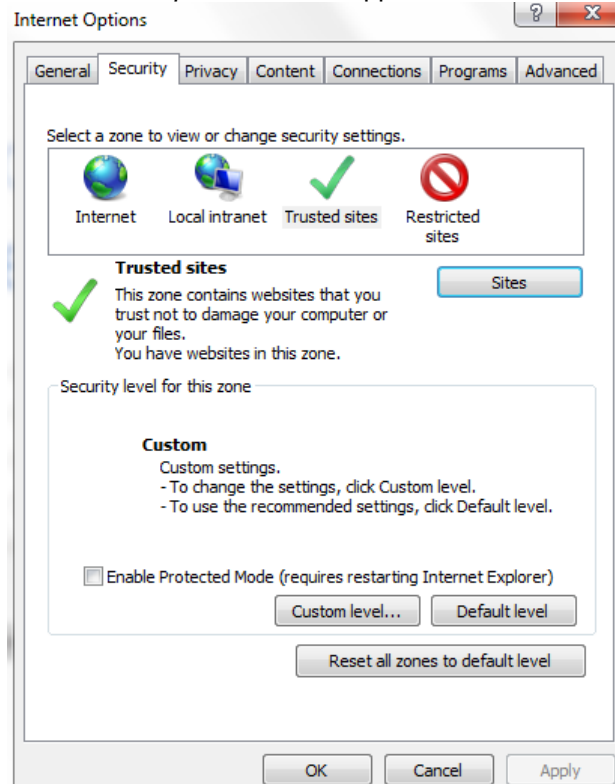 Internet Options
General Security Privacy Content Connections Programs Advanced
Select a zone to view or change security settings.
Internet Local intranet Trusted sites Restricted sites
Trusted sites
Sites
This zone contains websites that you
trust not to damage your computer or
your files.
You have websites in this zone.
Security level for this zone
Custom
Custom settings.
- To change the settings, click Custom level.
- To use the recommended settings, click Default level.
Enable Protected Mode (requires restarting Internet Explorer)
Custom level... Default level
Reset all zones to default level
OK Cancel Apply